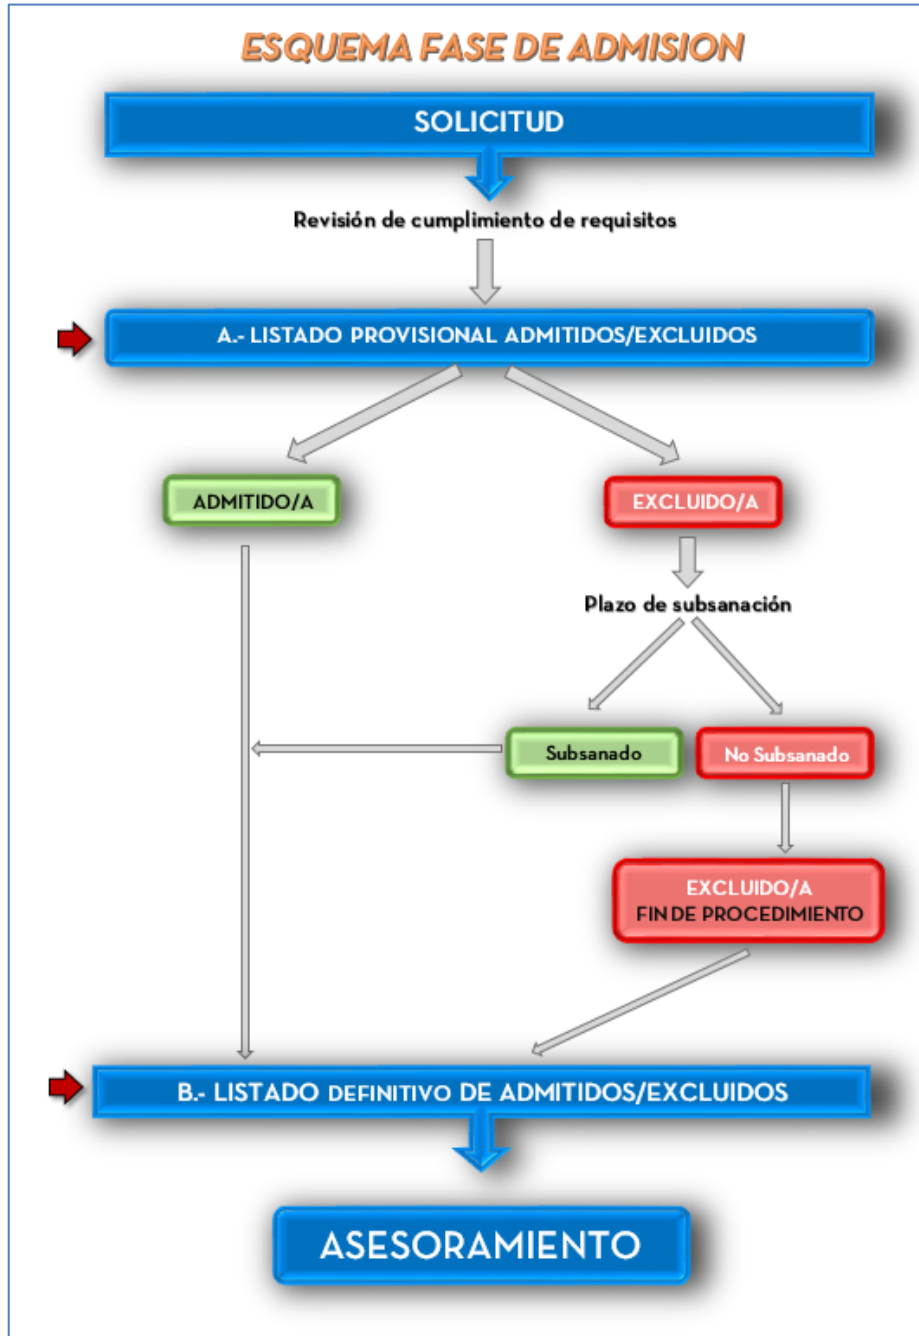 ESQUEMA FASE DE ADMISION
SOLICITUD
Revisión de cumplimiento de requisitos
A.- LISTADO PROVISIONAL ADMITIDOS/EXCLUIDOS
ADMITIDO/A
EXCLUIDO/A
Plazo de subsanación
Subsanado
No Subsanado
EXCLUIDO/A
FIN DE PROCEDIMIENTO
B.- LISTADO DEFINITIVO DE ADMITIDOS/EXCLUIDOS
ASESORAMIENTO